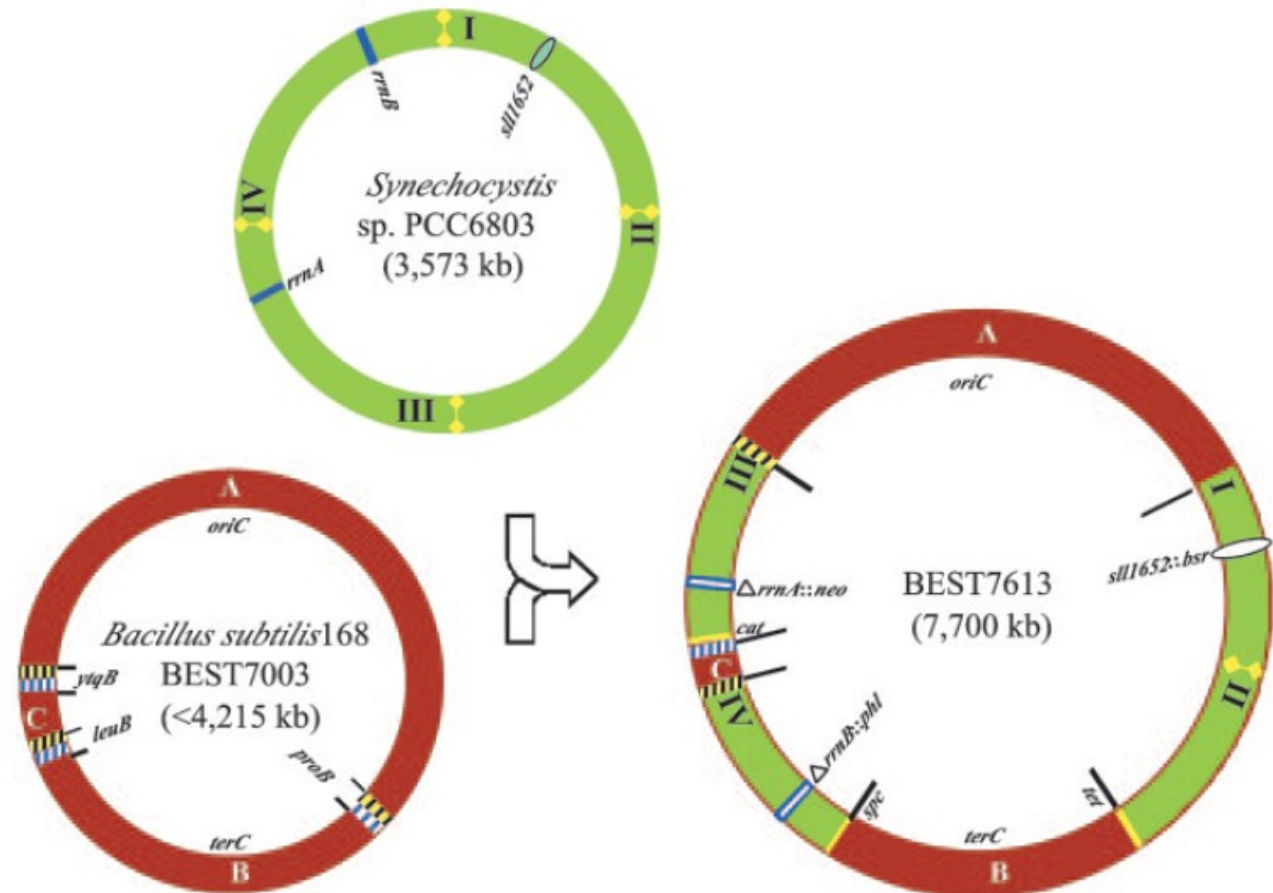 I
rrnB
sll1652
IV
Synechocystis
sp. PCC6803
(3,573 kb)
II
rrnA
III
A
oriC
ytqB
Bacillus subtilis168
BEST7003
(<4,215 kb)
C
leuB
proB
terC
B
A
oriC
III
I
sll1652::bsr
BEST7613
(7,700 kb)
△rrnA::neo
cat
C
IV
II
△rrnB::phl
spc
tet
terC
B